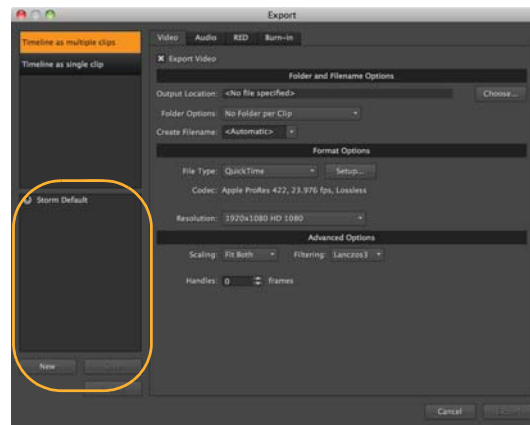 Export
Timeline as multiple clips
Timeline as single clip
Video Audio RED Burn-in
Export Video
Folder and Filename Options
Output Location: <No file specified> Choose...
Folder Options: No Folder per Clip
Create Filename: <Automatic>
Format Options
File Type: QuickTime Setup...
Codec: Apple ProRes 422, 23.976 fps, Lossless
Resolution: 1920x1080 HD 1080
Advanced Options
Scaling: Fit Both Filtering: Lanczos3
Handles: 0 frames
Storm Default
New
Cancel